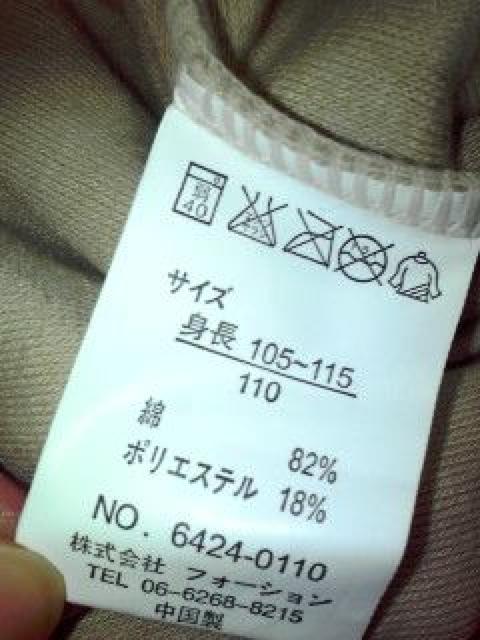 弱
40
サイズ
身長 105~115
110
綿 82%
ポリエステル 18%
NO. 6424-0110
株式会社 フォーション
TEL 06-6268-8215
中国製